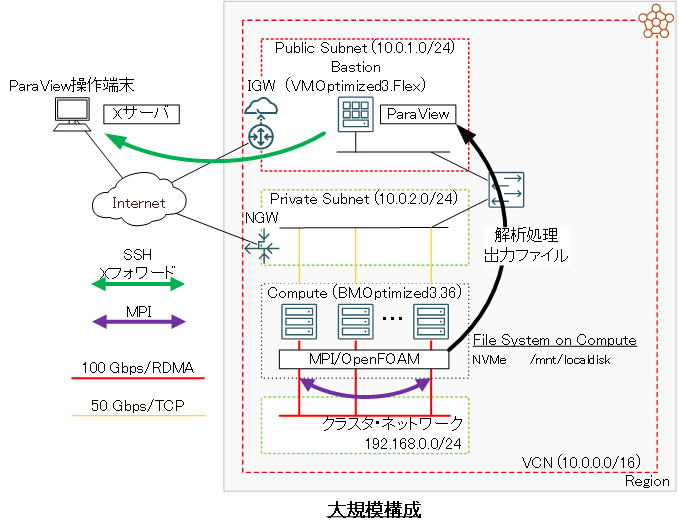 Public Subnet (10.0.1.0/24)
Bastion
IGW (VM.Optimized3.Flex)
ParaView操作端末
Xサーバ
ParaView
Internet
Private Subnet (10.0.2.0/24)
NGW
解析処理
出力ファイル
SSH
Xフォワード
MPI
100 Gbps/RDMA
50 Gbps/TCP
Compute (BM.Optimized3.36)
...
MPI/OpenFOAM
File System on Compute
NVMe /mnt/localdisk
クラスタ・ネットワーク
192.168.0.0/24
VCN (10.0.0.0/16)
Region
大規模構成